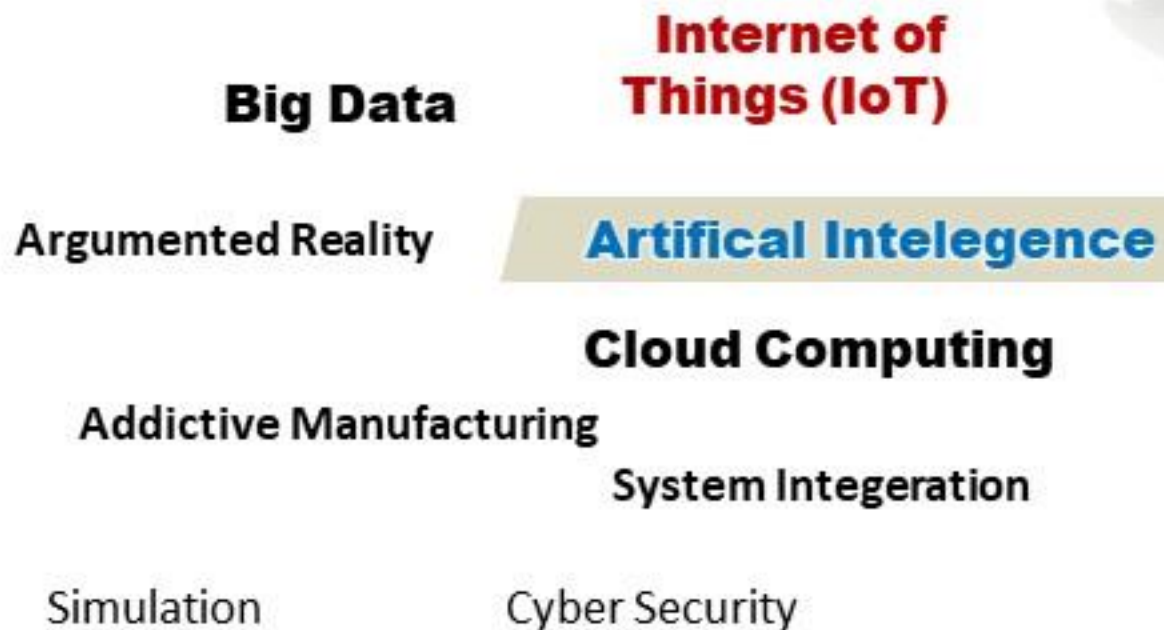 Internet of
Things (IoT)
Big Data
Argumented Reality
Artifical Intelegence
Cloud Computing
Addictive Manufacturing
System Integeration
Simulation
Cyber Security